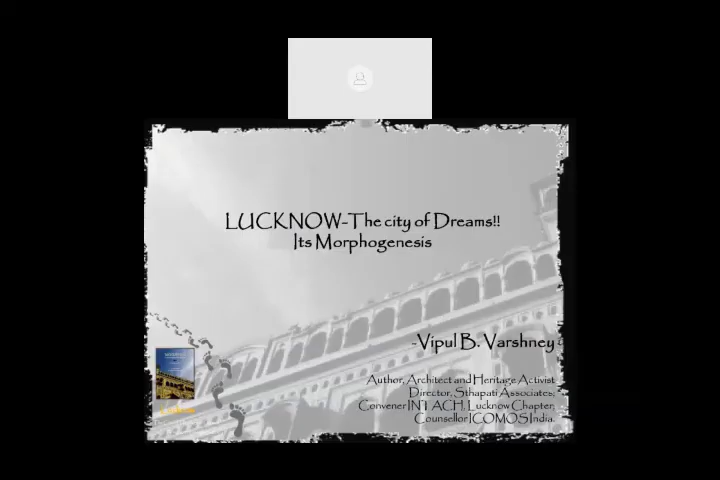 LUCKNOW-The city of Dreams!!
Its Morphogenesis
-Vipul B. Varshney
Author, Architect and Heritage Activist
Director, Sthapati Associates,
Convener INTACH, Lucknow Chapter,
Counsellor ICOMOS India.